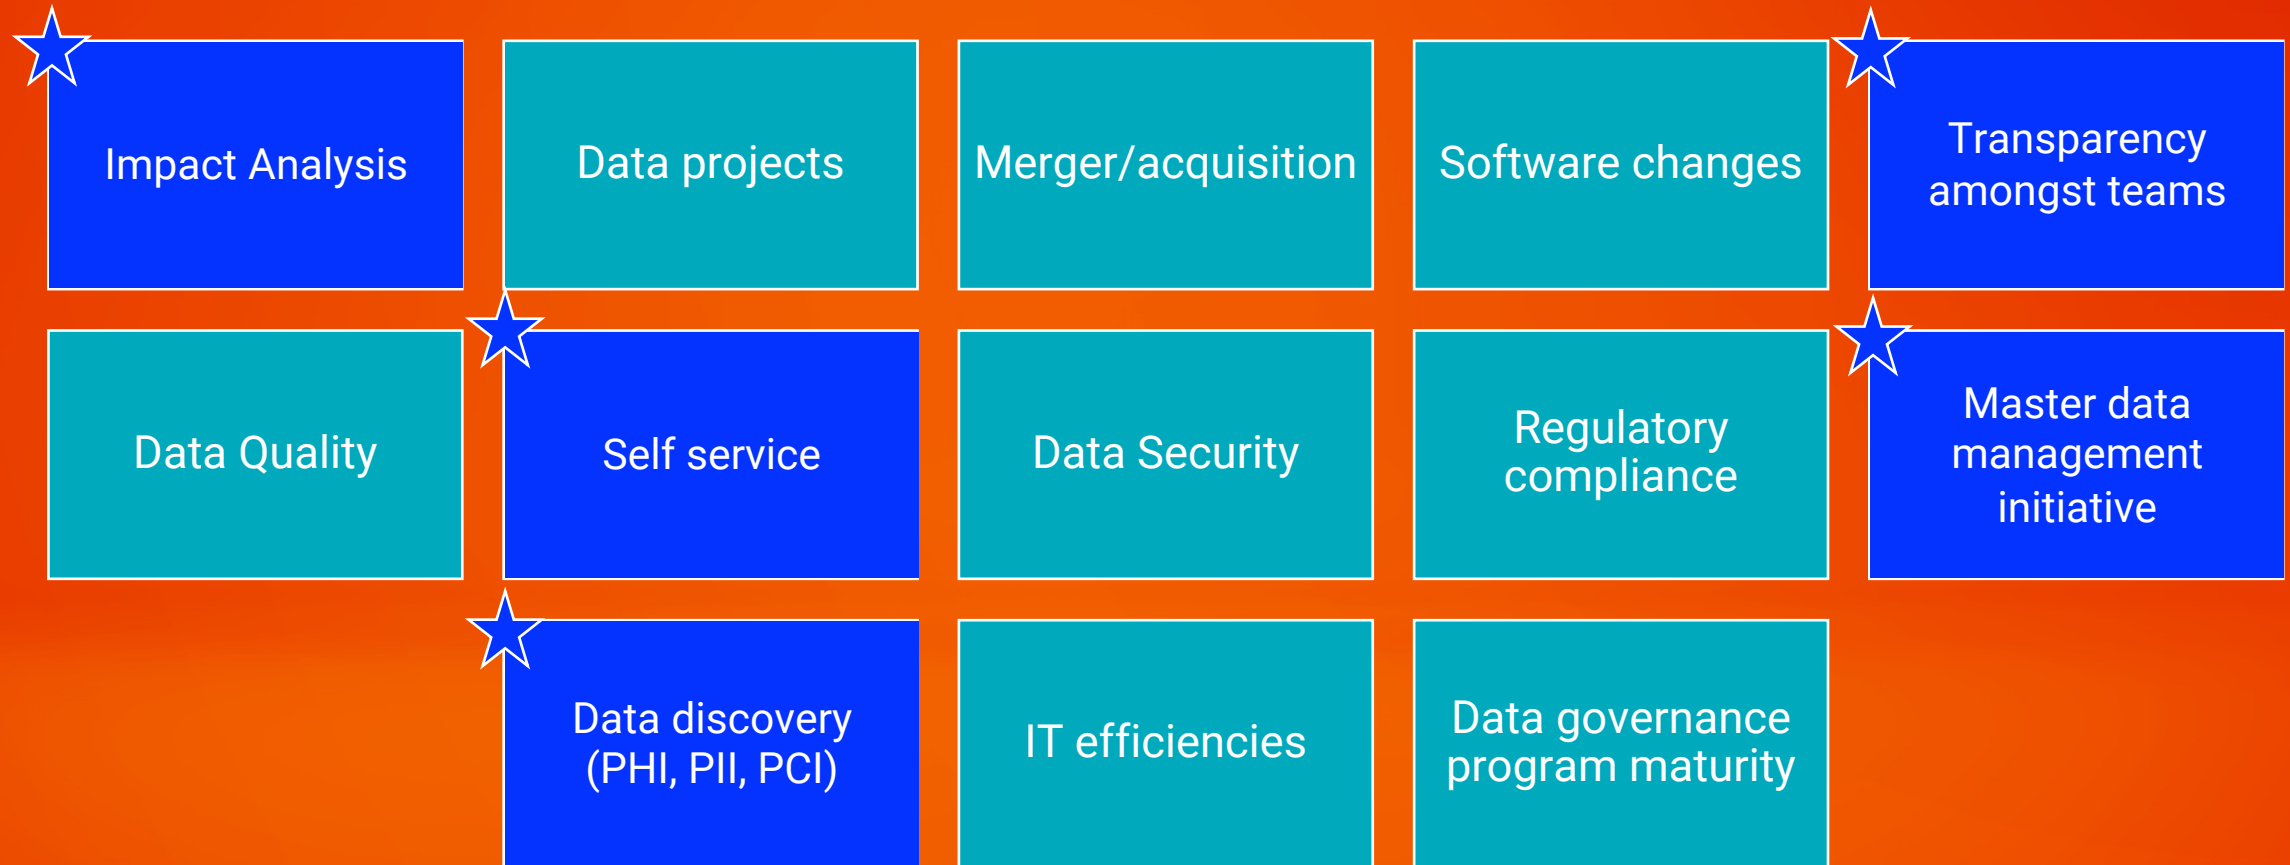 Impact Analysis
Data projects
Merger/acquisition
Software changes
Transparency
amongst teams
Data Quality
Self service
Data Security
Regulatory
compliance
Master data
management
initiative
Data discovery
(PHI, PII, PCI)
IT efficiencies
Data governance
program maturity